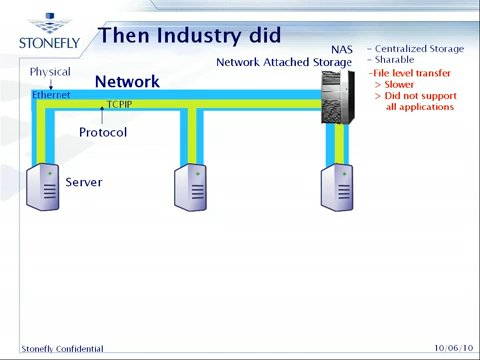 STONEFLY
Then Industry did
NAS
Network Attached Storage
- Centralized Storage
- Sharable
-File level transfer
> Slower
> Did not support
all applications
Physical
Network
Ethernet
TCPIP
Protocol
Server
Stonefly Confidential
10/06/10